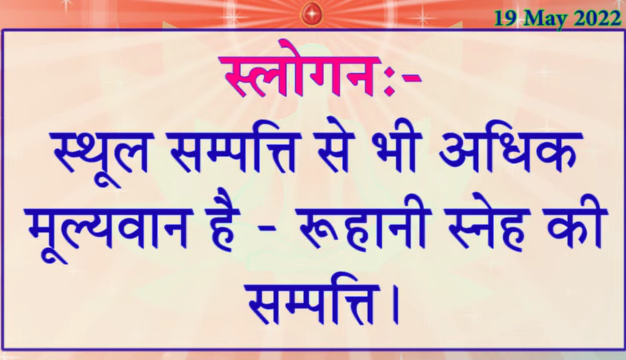 19 May 2022
स्लोगनः-
स्थूल सम्पत्ति से भी अधिक
मूल्यवान है - रूहानी स्नेह की
सम्पत्ति।